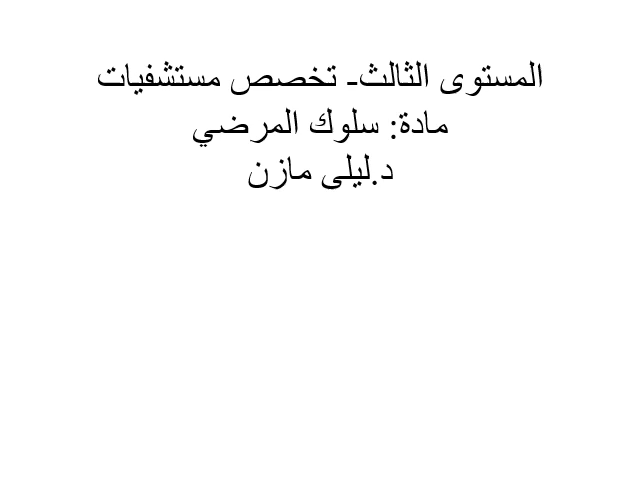 المستوى الثالث- تخصص مستشفيات
مادة: سلوك المرضي
د.ليلى مازن